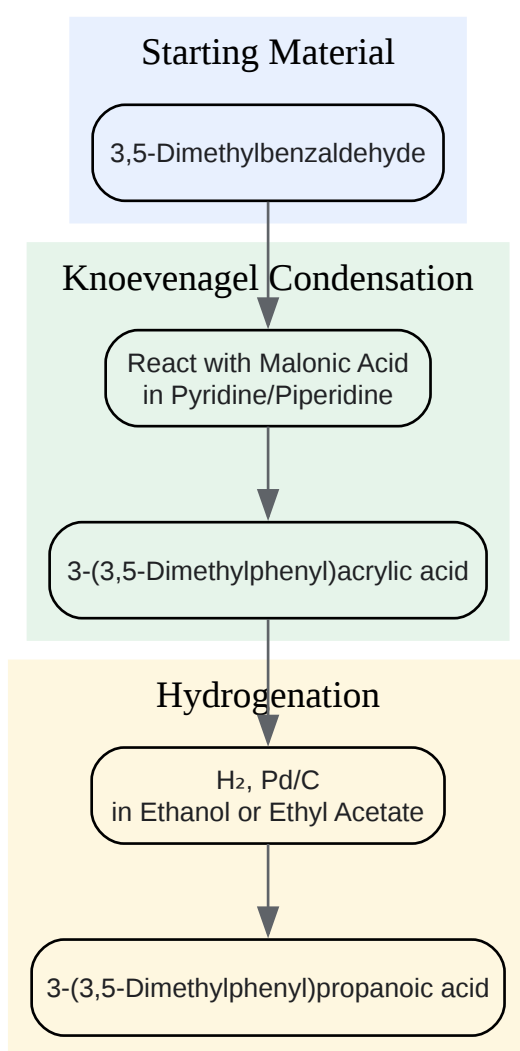 Starting Material
3,5-Dimethylbenzaldehyde
Knoevenagel Condensation
React with Malonic Acid
in Pyridine/Piperidine
3-(3,5-Dimethylphenyl)acrylic acid
Hydrogenation
H₂, Pd/C
in Ethanol or Ethyl Acetate
3-(3,5-Dimethylphenyl)propanoic acid